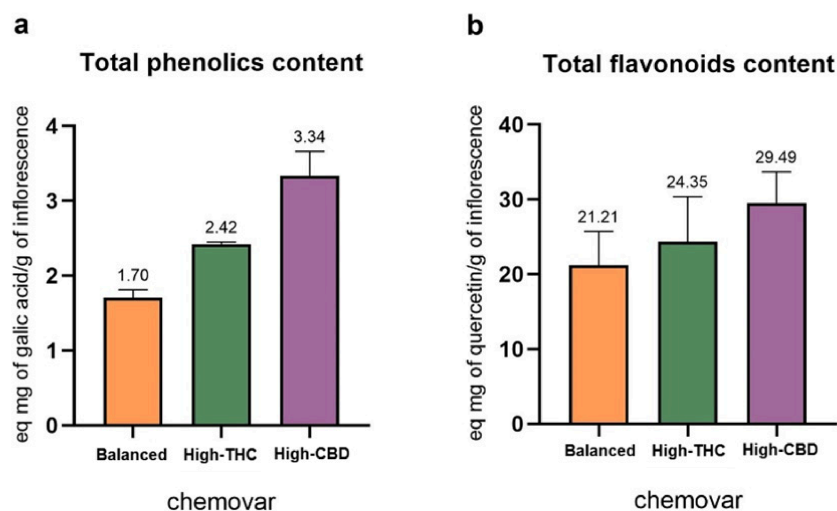 a
Total phenolics content
eq mg of galic acid/g of inflorescence
4
3
2
1
0
1.70
2.42
3.34
Balanced High-THC High-CBD
chemovar
b
Total flavonoids content
eq mg of quercetin/g of inflorescence
40
30
20
10
0
21.21
24.35
29.49
Balanced High-THC High-CBD
chemovar